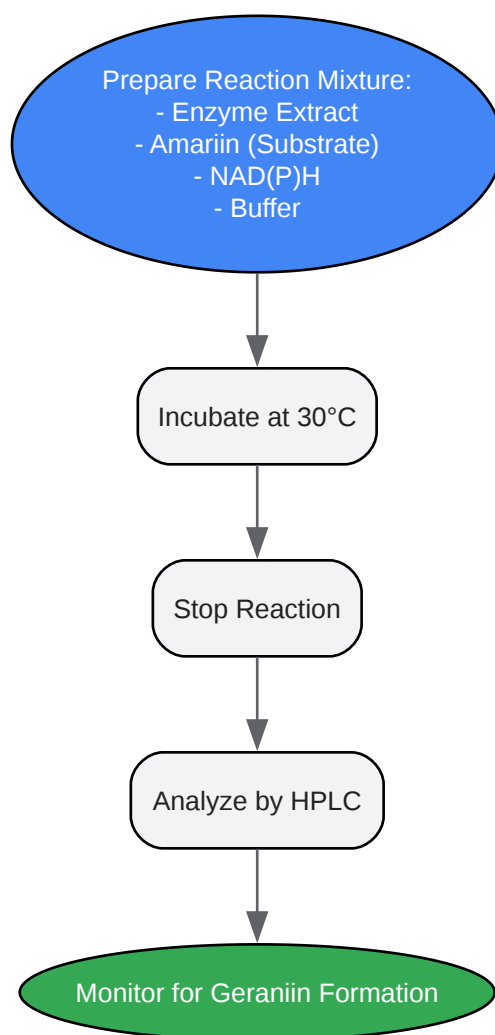 Prepare Reaction Mixture:
- Enzyme Extract
- Amariin (Substrate)
- NAD(P)H
- Buffer
Incubate at 30°C
Stop Reaction
Analyze by HPLC
Monitor for Geraniin Formation